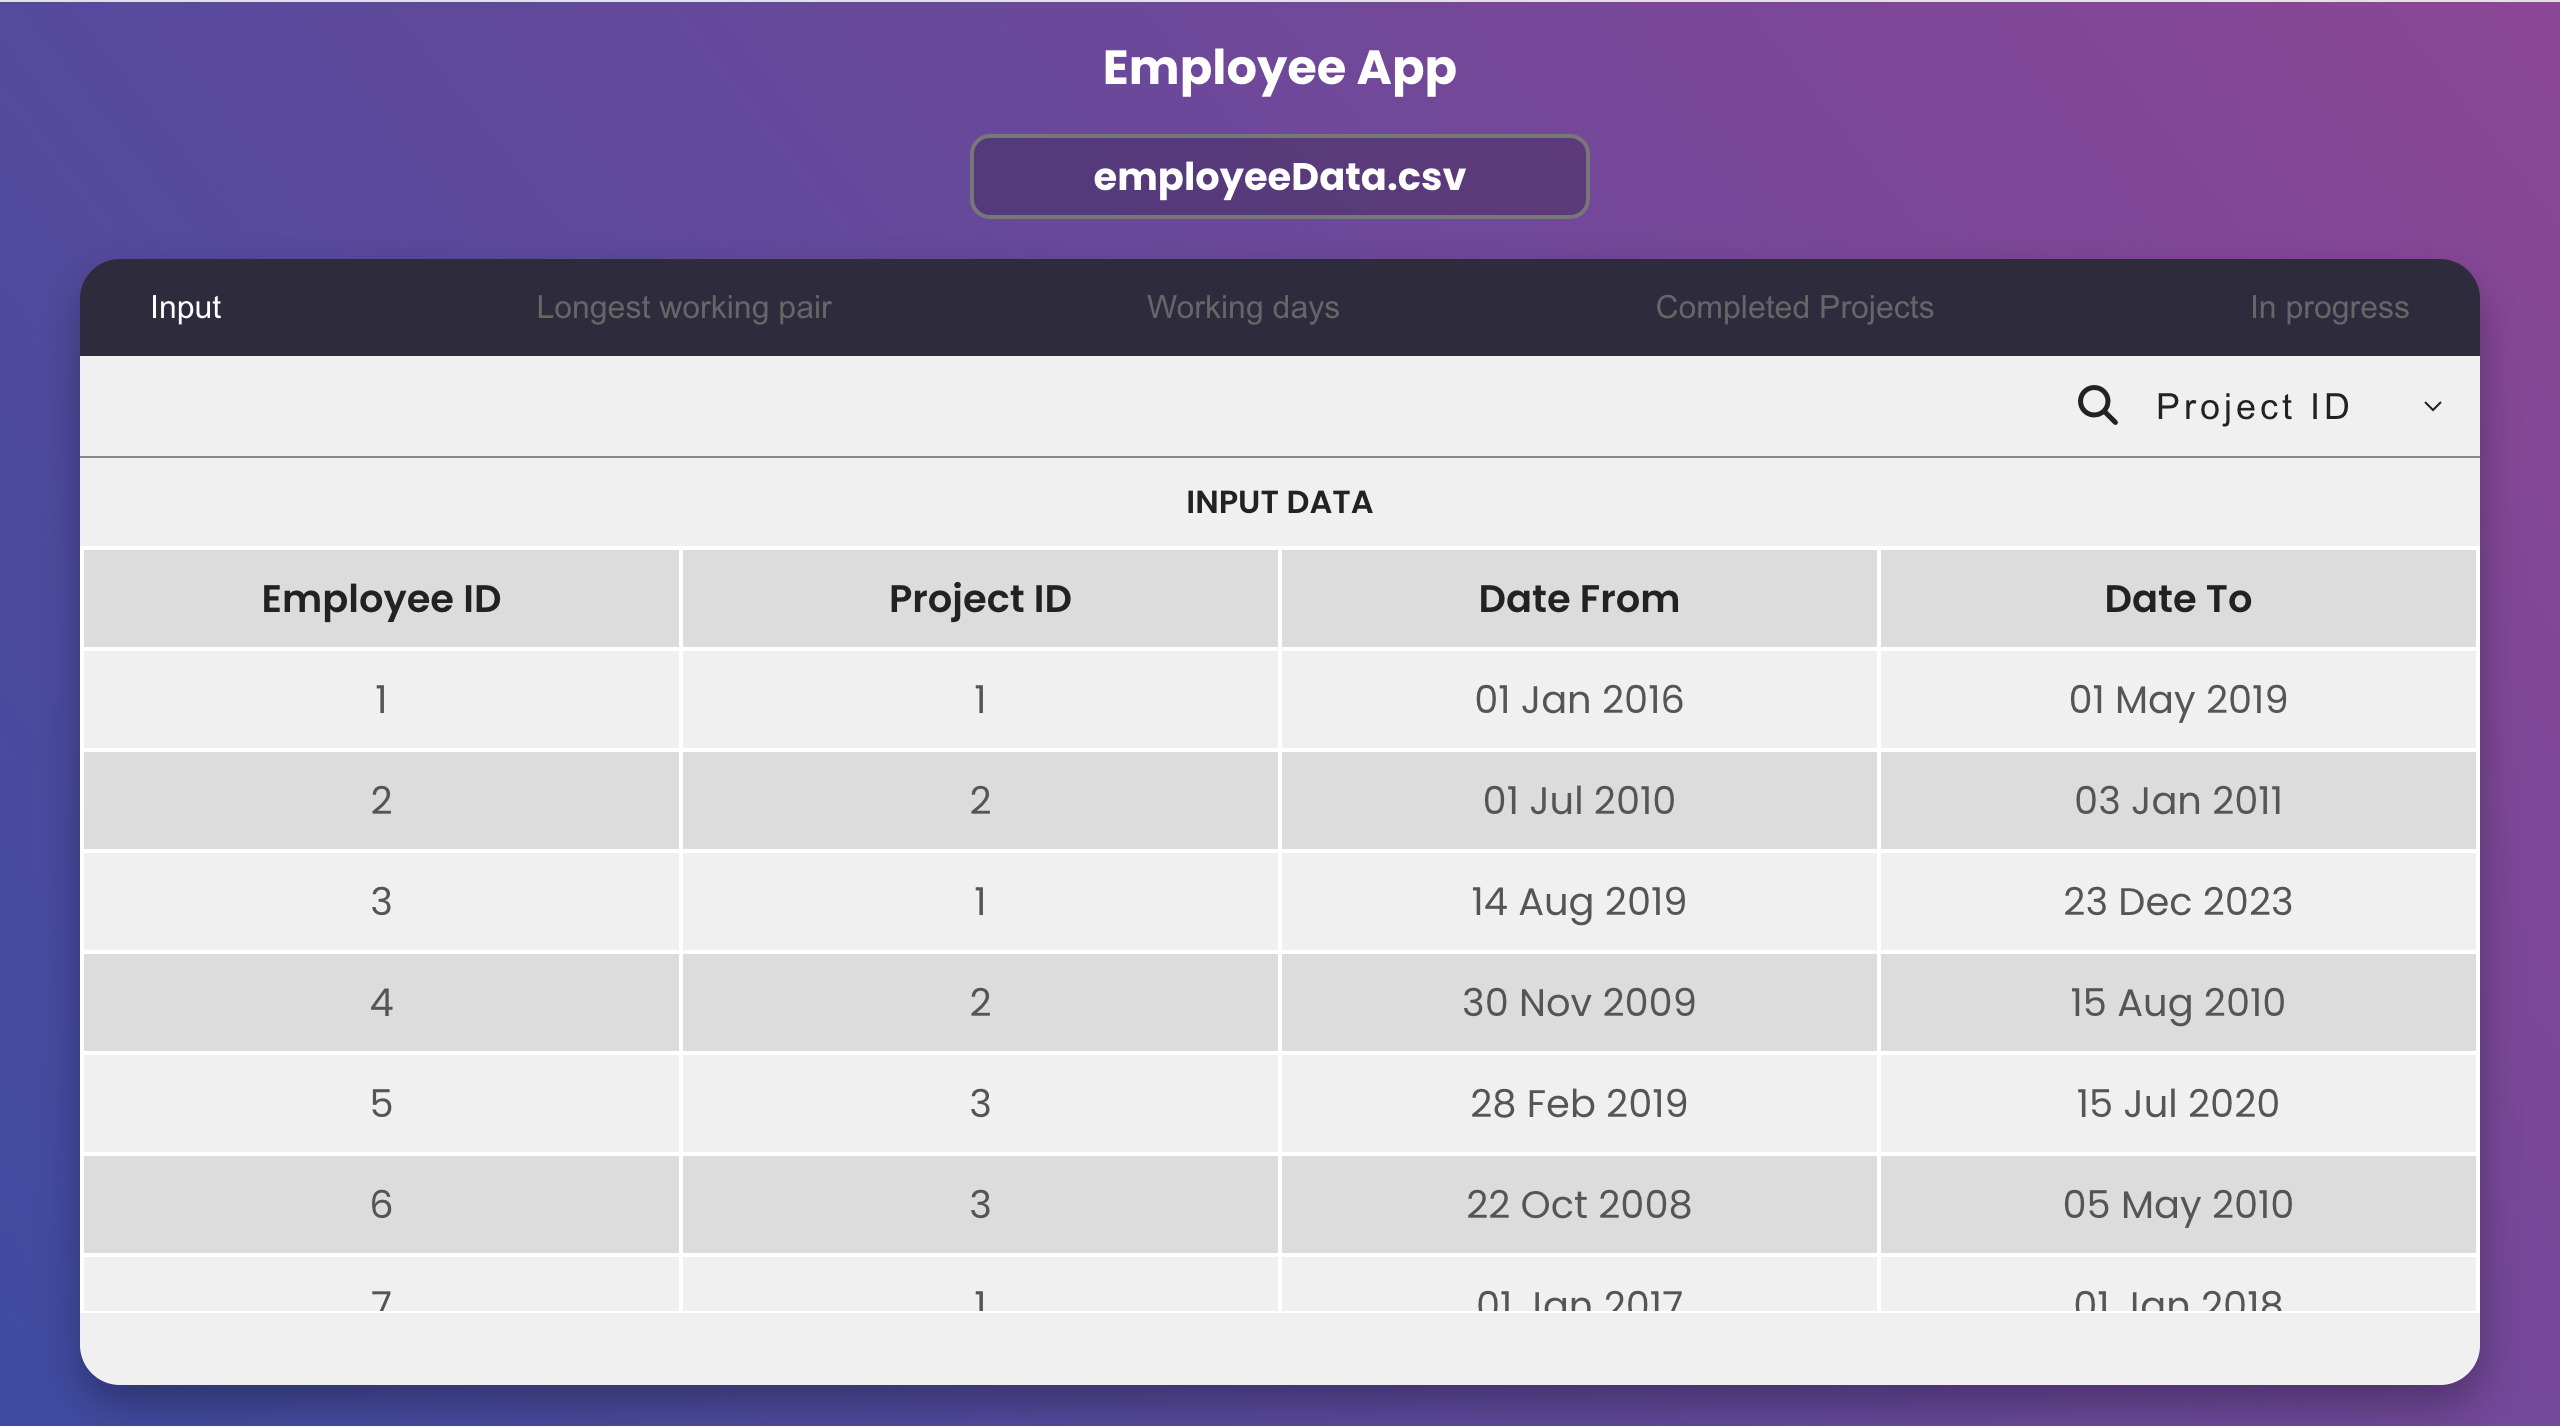 Employee App
employeeData.csv
Input Longest working pair Working days Completed Projects In progress
Project ID
INPUT DATA
Employee ID Project ID Date From Date To
1 1 01 Jan 2016 01 May 2019
2 2 01 Jul 2010 03 Jan 2011
3 1 14 Aug 2019 23 Dec 2023
4 2 30 Nov 2009 15 Aug 2010
5 3 28 Feb 2019 15 Jul 2020
6 3 22 Oct 2008 05 May 2010
7 1 01 Jan 2017 01 Jan 2018